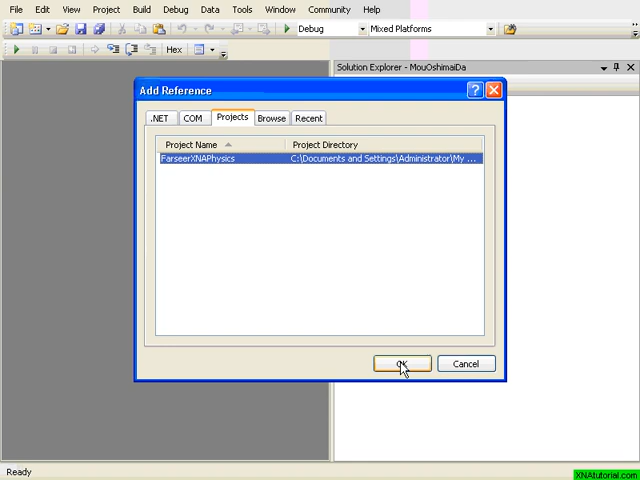 File Edit View Project Build Debug Data Tools Window Community Help
Debug Mixed Platforms
Hex
Solution Explorer - MouOshimaiDa
Add Reference
.NET COM Projects Browse Recent
Project Name Project Directory
FarseerXNAPhysics C:\Documents and Settings\Administrator\My ...
OK Cancel
Ready
XNAtutorial.com